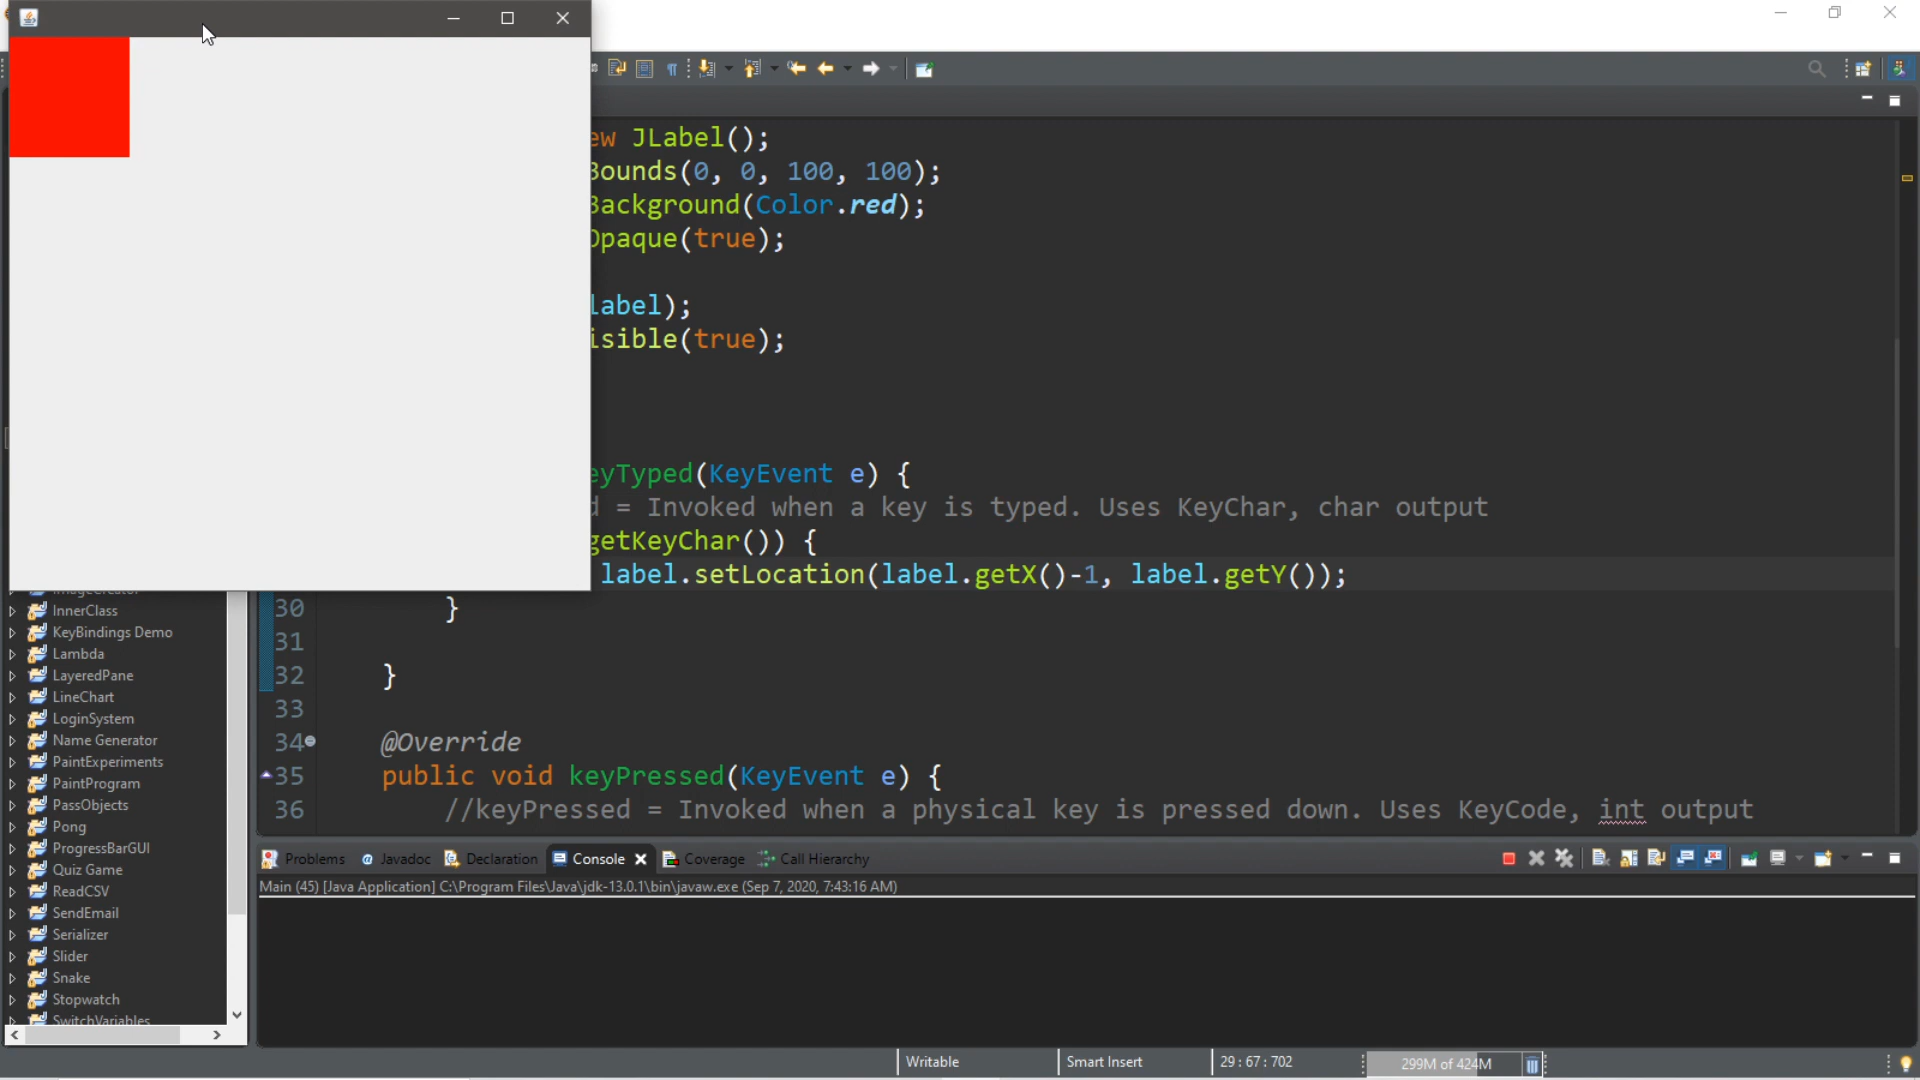 ew JLabel();
Bounds(0, 0, 100, 100);
Background(Color.red);
Opaque(true);
label);
isible(true);
eyTyped(KeyEvent e) {
d = Invoked when a key is typed. Uses KeyChar, char output
getKeyChar()) {
label.setLocation(label.getX()-1, label.getY());
30 }
31
32 }
33
34 @Override
35 public void keyPressed(KeyEvent e) {
36 //keyPressed = Invoked when a physical key is pressed down. Uses KeyCode, int output
ImageCreator
InnerClass
KeyBindings Demo
Lambda
LayeredPane
LineChart
LoginSystem
Name Generator
PaintExperiments
PaintProgram
PassObjects
Pong
ProgressBarGUI
Quiz Game
ReadCSV
SendEmail
Serializer
Slider
Snake
Stopwatch
SwitchVariables
Problems @ Javadoc Declaration Console Coverage Call Hierarchy
Main (45) [Java Application] C:\Program Files\Java\jdk-13.0.1\bin\javaw.exe (Sep 7, 2020, 7:43:16 AM)
Writable Smart Insert 29 : 67 : 702 299M of 424M